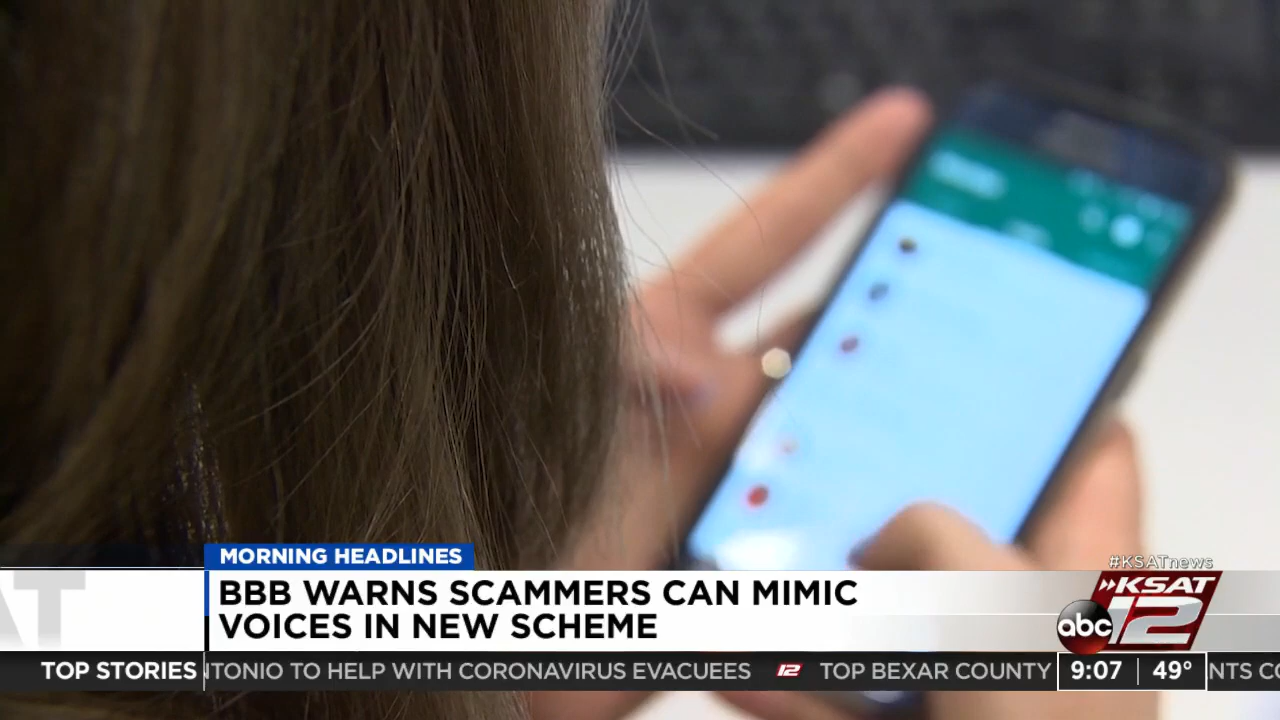 MORNING HEADLINES
BBB WARNS SCAMMERS CAN MIMIC
VOICES IN NEW SCHEME
#KSATnews
KSAT
abc 12
TOP STORIES
NTONIO TO HELP WITH CORONAVIRUS EVACUEES 12 TOP BEXAR COUNTY
9:07 49°
NTS CO
AT